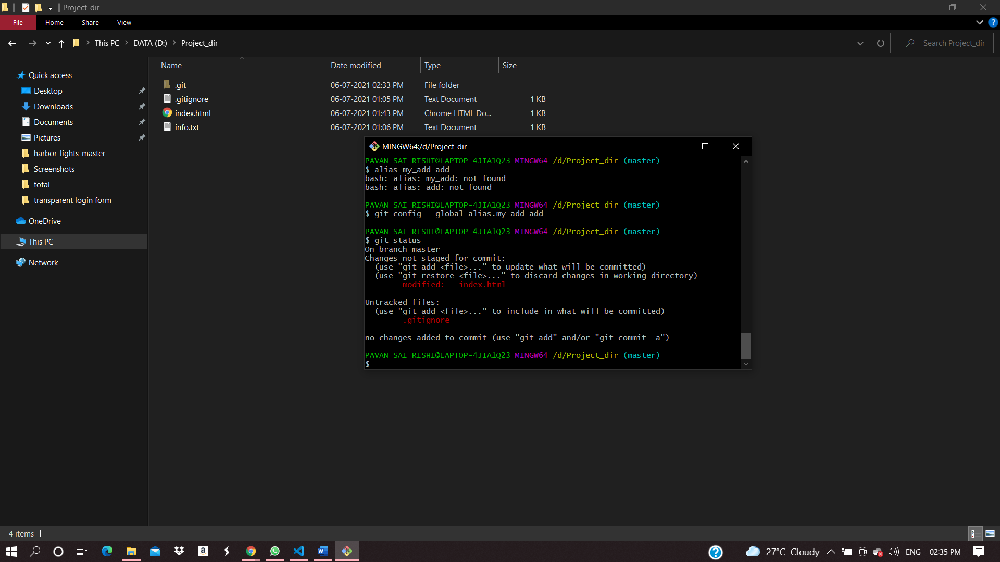 Project_dir
File Home Share View
This PC DATA (D:) Project_dir
Search Project_dir
Name Date modified Type Size
.git 06-07-2021 02:33 PM File folder
.gitignore 06-07-2021 01:05 PM Text Document 1 KB
index.html 06-07-2021 01:43 PM Chrome HTML Do... 1 KB
info.txt 06-07-2021 01:06 PM Text Document 1 KB
Quick access
Desktop
Downloads
Documents
Pictures
harbor-lights-master
Screenshots
total
transparent login form
OneDrive
This PC
Network
MINGW64:/d/Project_dir
PAVAN SAI RISHI@LAPTOP-4JIA1Q23 MINGW64 /d/Project_dir (master)
$ alias my_add add
bash: alias: my_add: not found
bash: alias: add: not found
PAVAN SAI RISHI@LAPTOP-4JIA1Q23 MINGW64 /d/Project_dir (master)
$ git config --global alias.my-add add
PAVAN SAI RISHI@LAPTOP-4JIA1Q23 MINGW64 /d/Project_dir (master)
$ git status
On branch master
Changes not staged for commit:
(use "git add <file>..." to update what will be committed)
(use "git restore <file>..." to discard changes in working directory)
modified: index.html
Untracked files:
(use "git add <file>..." to include in what will be committed)
.gitignore
no changes added to commit (use "git add" and/or "git commit -a")
PAVAN SAI RISHI@LAPTOP-4JIA1Q23 MINGW64 /d/Project_dir (master)
$
4 items
27°C Cloudy ENG 02:35 PM